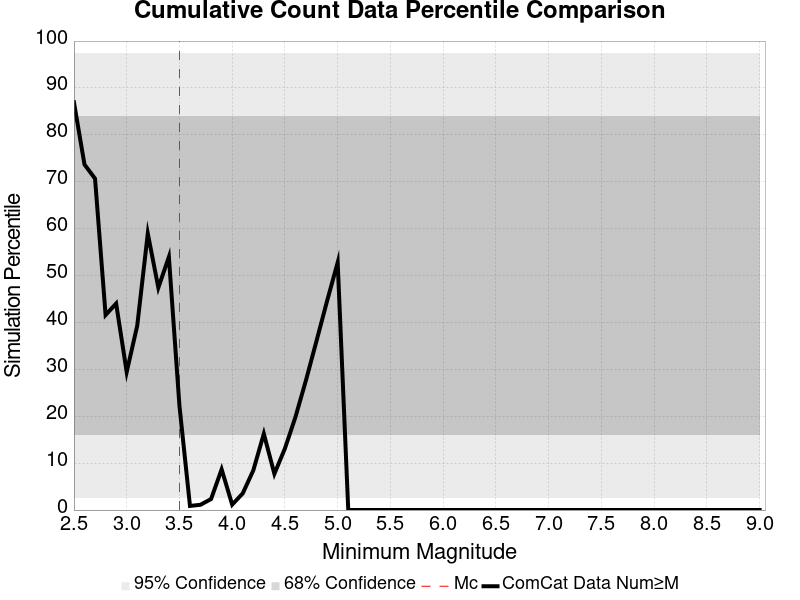 Cumulative Count Data Percentile Comparison
100
90
80
70
60
50
40
30
20
10
0
Simulation Percentile
2.5 3.0 3.5 4.0 4.5 5.0 5.5 6.0 6.5 7.0 7.5 8.0 8.5 9.0
Minimum Magnitude
95% Confidence 68% Confidence Mc ComCat Data Num≥M